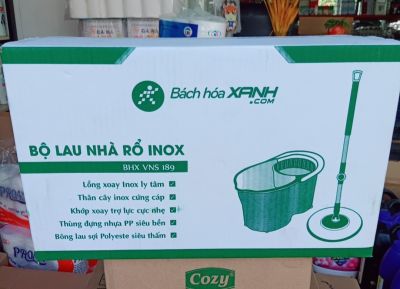 Bách hóa XANH
.COM
BỘ LAU NHÀ RỔ INOX
BHX VNS 189
Lồng xoay Inox ly tâm
Thân cây inox cứng cáp
Khớp xoay trợ lực cực nhẹ
Thùng đựng nhựa PP siêu bền
Bông lau sợi Polyeste siêu thấm
Cozy